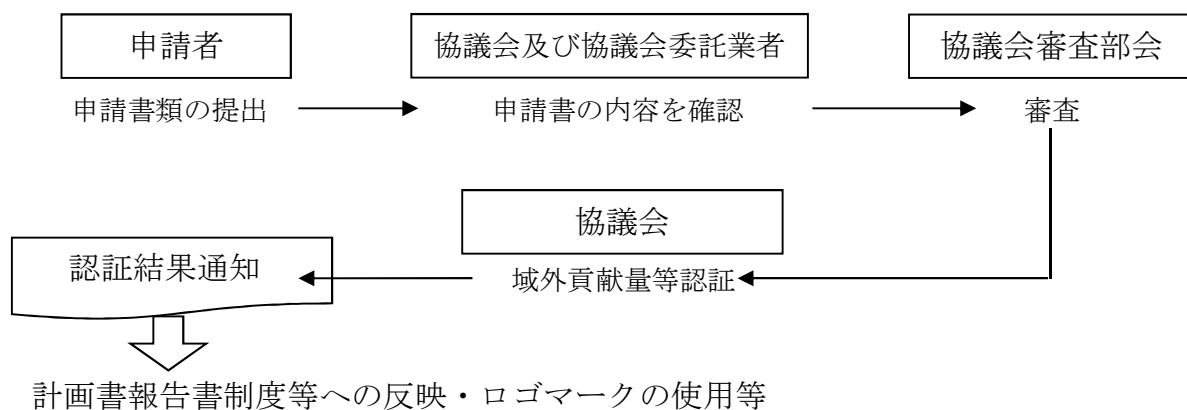 申請者
協議会及び協議会委託業者
協議会審査部会
申請書類の提出
申請書の内容を確認
審査
協議会
認証結果通知
域外貢献量等認証
計画書報告書制度等への反映・ロゴマークの使用等